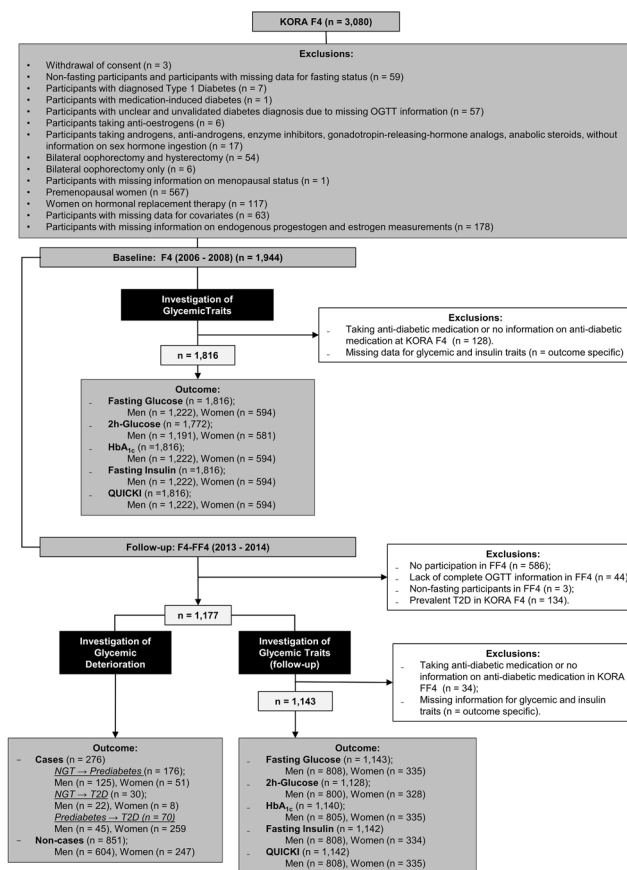 KORA F4 (n = 3,080)
Exclusions:
• Withdrawal of consent (n = 3)
• Non-fasting participants and participants with missing data for fasting status (n = 59)
• Participants with diagnosed Type 1 Diabetes (n = 7)
• Participants with medication-induced diabetes (n = 1)
• Participants with unclear and unvalidated diabetes diagnosis due to missing OGTT information (n = 57)
• Participants taking anti-oestrogens (n = 6)
• Participants taking androgens, anti-androgens, enzyme inhibitors, gonadotropin-releasing-hormone analogs, anabolic steroids, without
information on sex hormone ingestion (n = 17)
• Bilateral oophorectomy and hysterectomy (n = 54)
• Bilateral oophorectomy only (n = 6)
• Participants with missing information on menopausal status (n = 1)
• Premenopausal women (n = 567)
• Women on hormonal replacement therapy (n = 117)
• Participants with missing data for covariates (n = 63)
• Participants with missing information on endogenous progestogen and estrogen measurements (n = 178)
Baseline: F4 (2006 - 2008) (n = 1,944)
Investigation of
GlycemicTraits
Exclusions:
- Taking anti-diabetic medication or no information on anti-diabetic
medication at KORA F4 (n = 128).
- Missing data for glycemic and insulin traits (n = outcome specific)
n = 1,816
Outcome:
- Fasting Glucose (n = 1,816);
Men (n = 1,222), Women (n = 594)
- 2h-Glucose (n = 1,772);
Men (n = 1,191), Women (n = 581)
- HbA1c (n =1,816);
Men (n = 1,222), Women (n = 594)
- Fasting Insulin (n =1,816);
Men (n = 1,222), Women (n = 594)
- QUICKI (n =1,816);
Men (n = 1,222), Women (n = 594)
Follow-up: F4-FF4 (2013 - 2014)
Exclusions:
- No participation in FF4 (n = 586);
- Lack of complete OGTT information in FF4 (n = 44)
- Non-fasting participants in FF4 (n = 3);
- Prevalent T2D in KORA F4 (n = 134).
n = 1,177
Investigation of
Glycemic
Deterioration
Investigation of
Glycemic Traits
(follow-up)
Exclusions:
- Taking anti-diabetic medication or no
information on anti-diabetic medication in KORA
FF4 (n = 34);
- Missing information for glycemic and insulin
traits (n = outcome specific).
n = 1,143
Outcome:
– Cases (n = 276)
NGT → Prediabetes (n = 176);
Men (n = 125), Women (n = 51)
NGT → T2D (n = 30);
Men (n = 22), Women (n = 8)
Prediabetes → T2D (n = 70)
Men (n = 45), Women (n = 259
– Non-cases (n = 851);
Men (n = 604), Women (n = 247)
Outcome:
- Fasting Glucose (n = 1,143);
Men (n = 808), Women (n = 335)
- 2h-Glucose (n = 1,128);
Men (n = 800), Women (n = 328)
- HbA1c (n = 1,140);
Men (n = 805), Women (n = 335)
- Fasting Insulin (n = 1,142)
Men (n = 808), Women (n = 334)
- QUICKI (n = 1,142)
Men (n = 808), Women (n = 335)